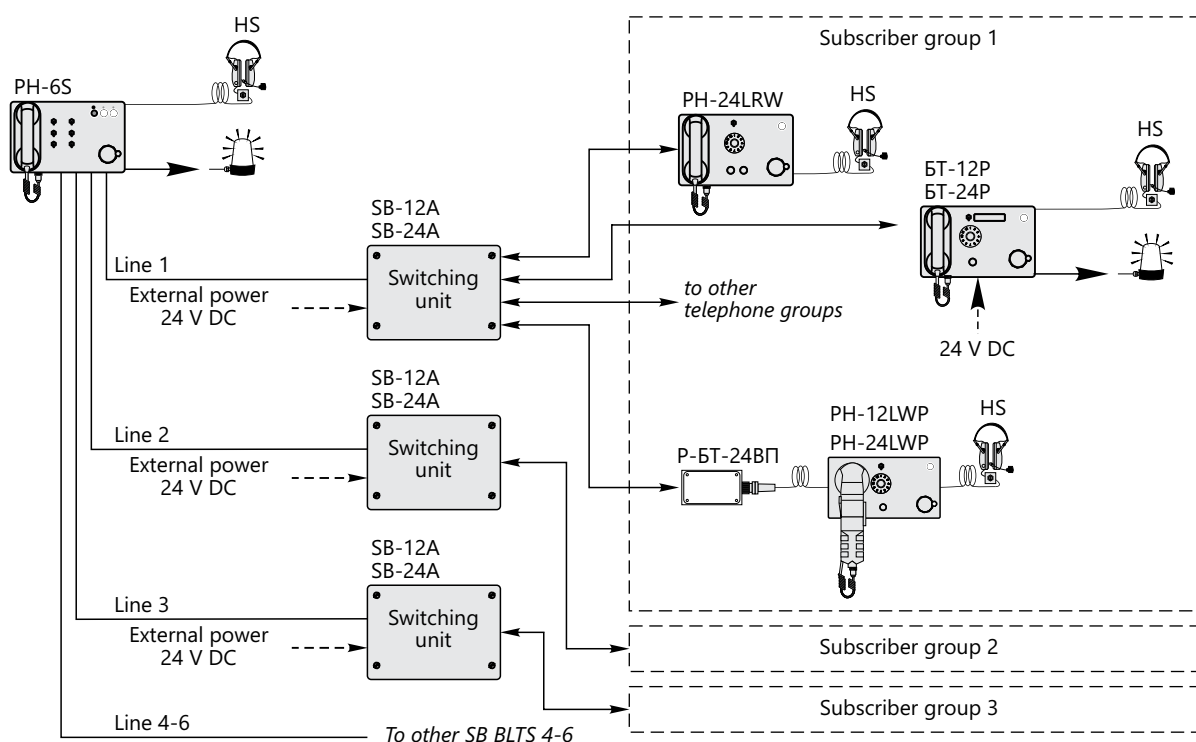 HS
PH-6S
Subscriber group 1
PH-24LRW
HS
HS
БТ-12Р
БТ-24Р
24 V DC
SB-12A
SB-24A
Switching
unit
Line 1
External power
24 V DC
to other
telephone groups
SB-12A
SB-24A
Switching
unit
Line 2
External power
24 V DC
Р-БТ-24ВП
PH-12LWP
PH-24LWP
HS
SB-12A
SB-24A
Switching
unit
Line 3
External power
24 V DC
Subscriber group 2
Subscriber group 3
Line 4-6
To other SB BLTS 4-6